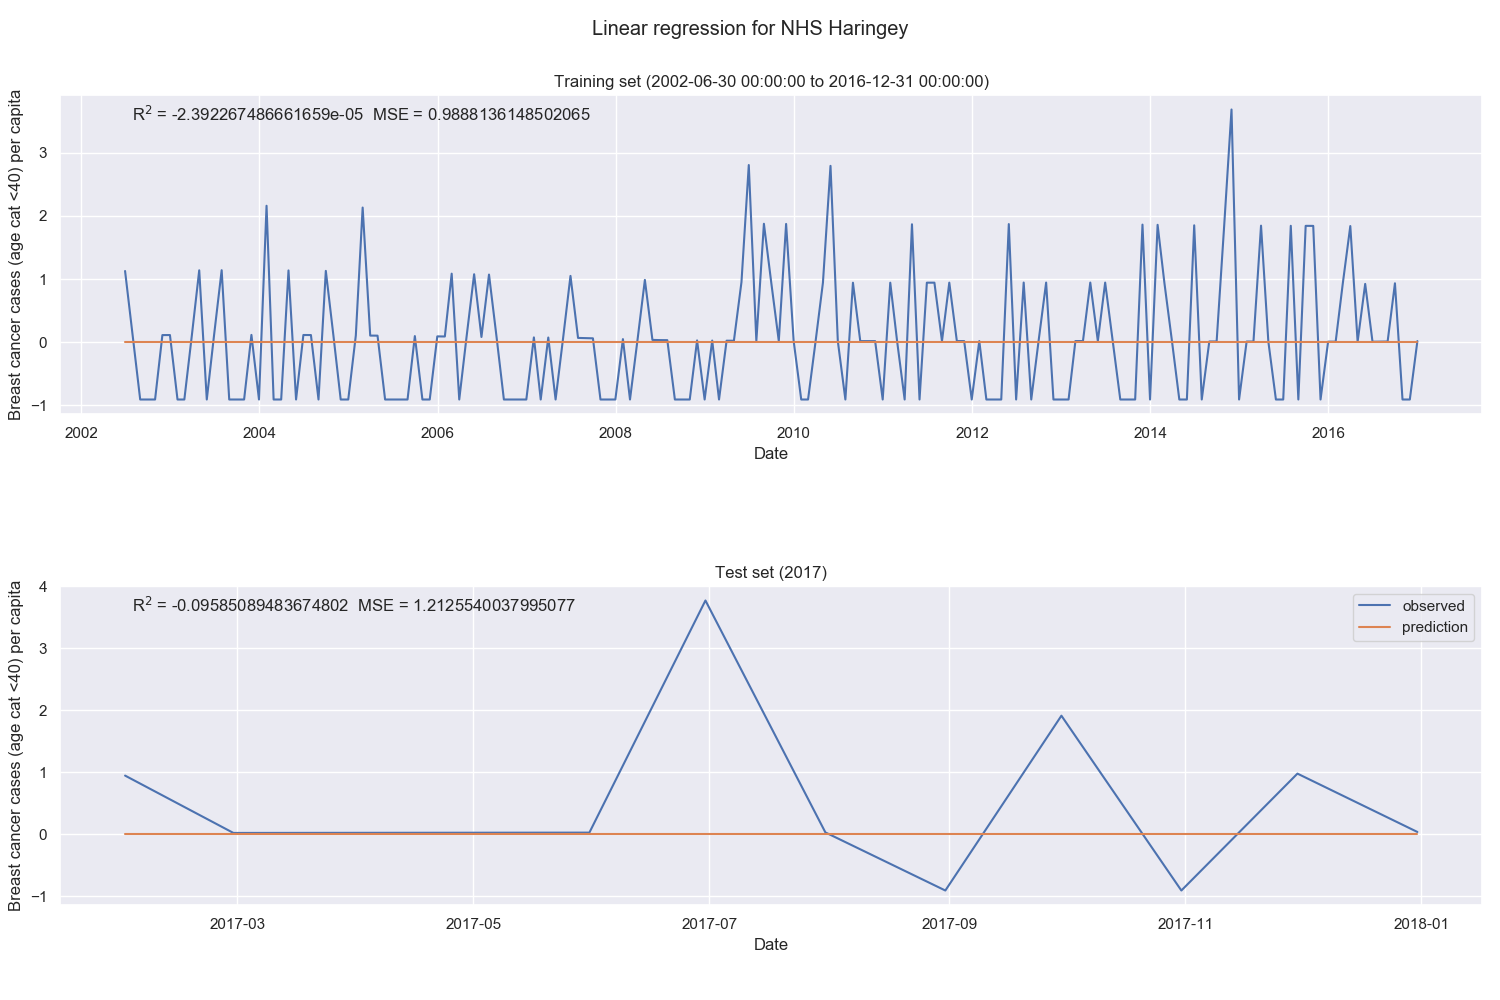 Linear regression for NHS Haringey
Training set (2002-06-30 00:00:00 to 2016-12-31 00:00:00)
R² = -2.392267486661659e-05 MSE = 0.9888136148502065
Breast cancer cases (age cat <40) per capita
3
2
1
0
−1
2002 2004 2006 2008 2010 2012 2014 2016
Date
Test set (2017)
R² = -0.09585089483674802 MSE = 1.2125540037995077
observed
prediction
Breast cancer cases (age cat <40) per capita
4
3
2
1
0
−1
2017-03 2017-05 2017-07 2017-09 2017-11 2018-01
Date